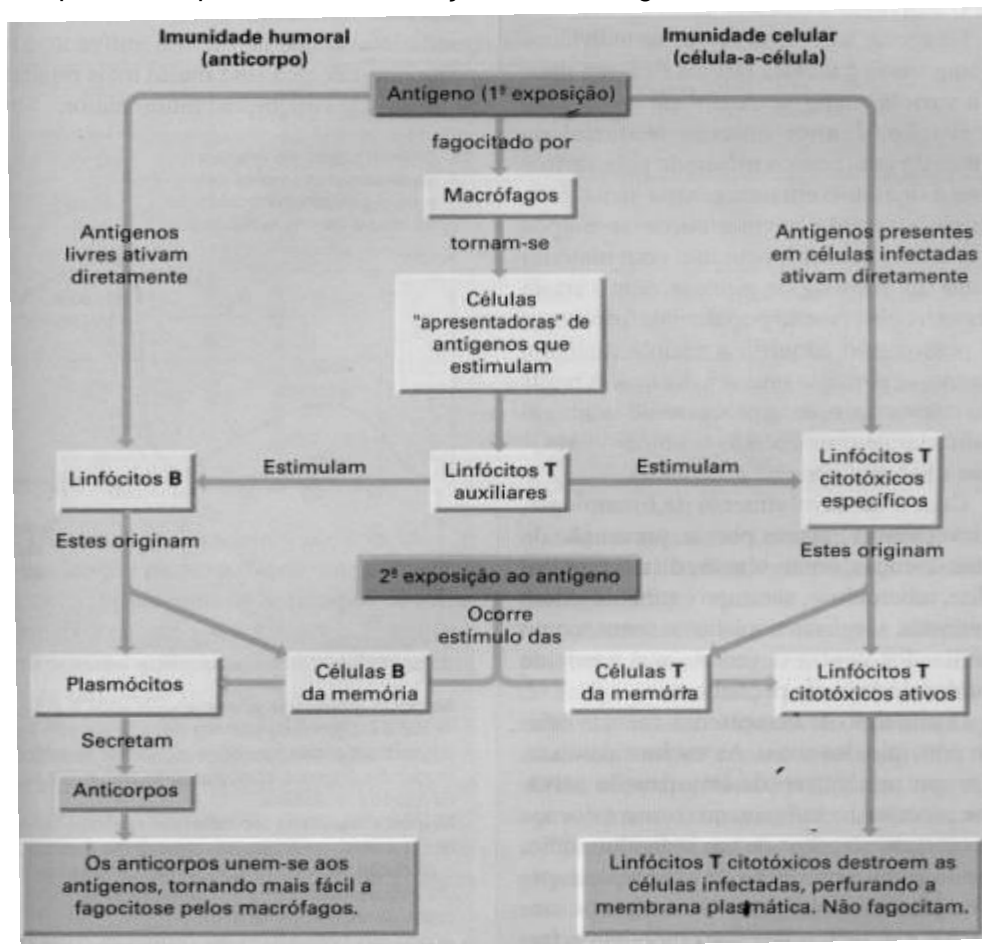 Imunidade humoral
(anticorpo)
Imunidade celular
(célula-a-célula)
Antígeno (1ª exposição)
fagocitado por
Macrófagos
tornam-se
Antígenos
livres ativam
diretamente
Antígenos presentes
em células infectadas
ativam diretamente
Células
"apresentadoras" de
antígenos que
estimulam
Linfócitos B
Estimulam
Linfócitos T
auxiliares
Estimulam
Linfócitos T
citotóxicos
específicos
Estes originam
Estes originam
2ª exposição ao antígeno
Ocorre
estímulo das
Plasmócitos
Células B
da memória
Células T
da memória
Linfócitos T
citotóxicos ativos
Secretam
Anticorpos
Os anticorpos unem-se aos
antígenos, tornando mais fácil a
fagocitose pelos macrófagos.
Linfócitos T citotóxicos destroem as
células infectadas, perfurando a
membrana plasmática. Não fagocitam.